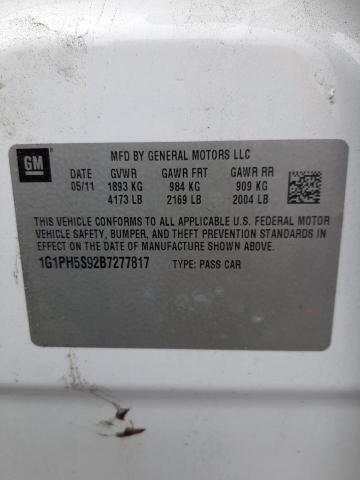 GM
MFD BY GENERAL MOTORS LLC
DATE GVWR GAWR FRT GAWR RR
05/11 1893 KG 984 KG 909 KG
4173 LB 2169 LB 2004 LB
THIS VEHICLE CONFORMS TO ALL APPLICABLE U.S. FEDERAL MOTOR
VEHICLE SAFETY, BUMPER, AND THEFT PREVENTION STANDARDS IN
EFFECT ON THE DATE OF MANUFACTURE SHOWN ABOVE.
1G1PH5S92B7277817 TYPE: PASS CAR